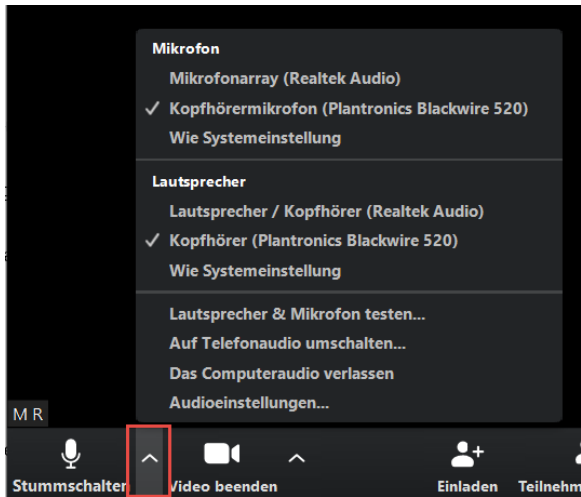 Mikrofon
Mikrofonarray (Realtek Audio)
Kopfhörermikrofon (Plantronics Blackwire 520)
Wie Systemeinstellung
Lautsprecher
Lautsprecher / Kopfhörer (Realtek Audio)
Kopfhörer (Plantronics Blackwire 520)
Wie Systemeinstellung
Lautsprecher & Mikrofon testen...
Auf Telefonaudio umschalten...
Das Computeraudio verlassen
Audioeinstellungen...
M R
Stummschalten Video beenden Einladen Teilnehm